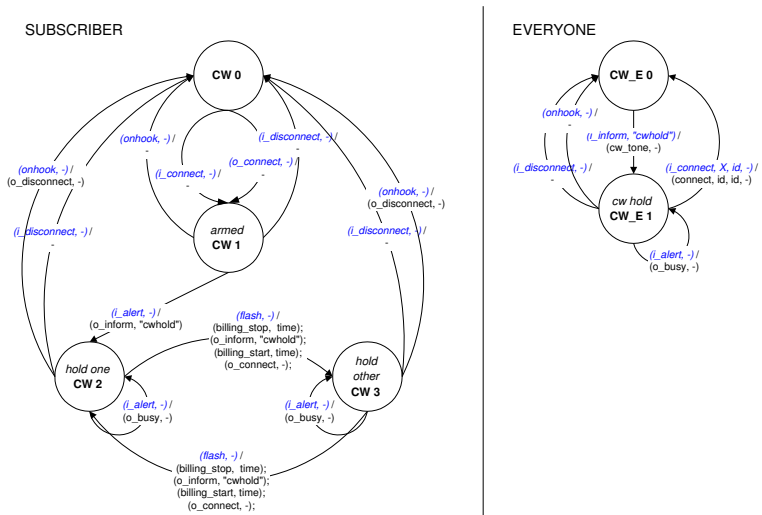 SUBSCRIBER
EVERYONE
CW 0
(onhook, -) /
-
(i_disconnect, -) /
-
(i_connect, -) /
-
(o_connect, -) /
-
(onhook, -) /
(o_disconnect, -)
(i_disconnect, -) /
-
(onhook, -) /
(o_disconnect, -)
(i_disconnect, -) /
-
armed
CW 1
(i_alert, -) /
(o_inform, "cwhold")
(flash, -) /
(billing_stop, time);
(o_inform, "cwhold");
(billing_start, time);
(o_connect, -);
hold one
CW 2
hold
other
CW 3
(i_alert, -) /
(o_busy, -)
(i_alert, -) /
(o_busy, -)
(flash, -) /
(billing_stop, time);
(o_inform, "cwhold");
(billing_start, time);
(o_connect, -);
CW_E 0
(onhook, -) /
-
(i_inform, "cwhold") /
(cw_tone, -)
(i_disconnect, -) /
-
(i_connect, X, id, -) /
(connect, id, id, -)
cw hold
CW_E 1
(i_alert, -) /
(o_busy, -)